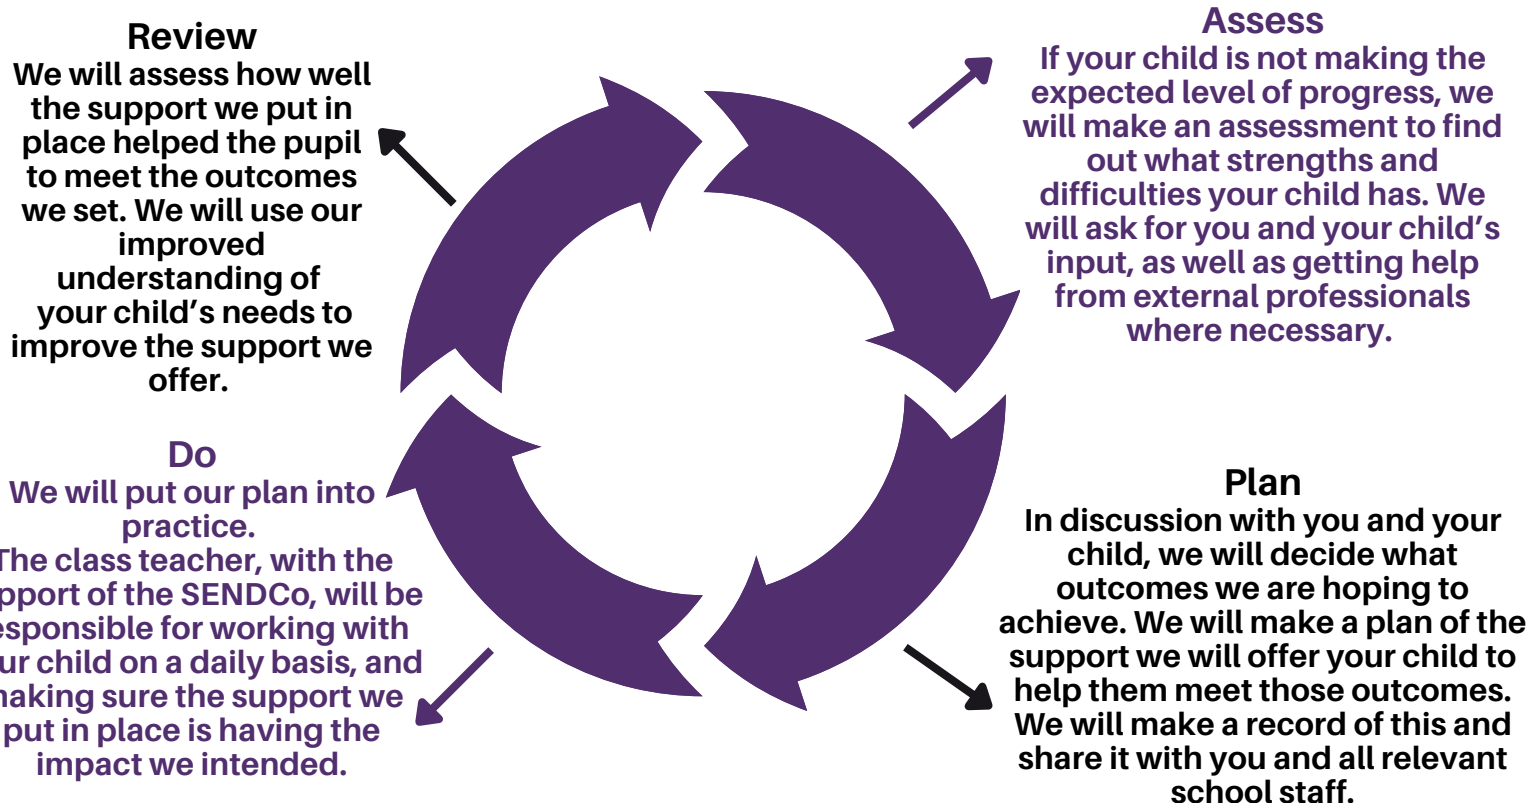 Review
We will assess how well
the support we put in
place helped the pupil
to meet the outcomes
we set. We will use our
improved
understanding of
your child’s needs to
improve the support we
offer.
Assess
If your child is not making the
expected level of progress, we
will make an assessment to find
out what strengths and
difficulties your child has. We
will ask for you and your child’s
input, as well as getting help
from external professionals
where necessary.
Do
We will put our plan into
practice.
The class teacher, with the
pport of the SENDCo, will be
esponsible for working with
ur child on a daily basis, and
naking sure the support we
put in place is having the
impact we intended.
Plan
In discussion with you and your
child, we will decide what
outcomes we are hoping to
achieve. We will make a plan of the
support we will offer your child to
help them meet those outcomes.
We will make a record of this and
share it with you and all relevant
school staff.